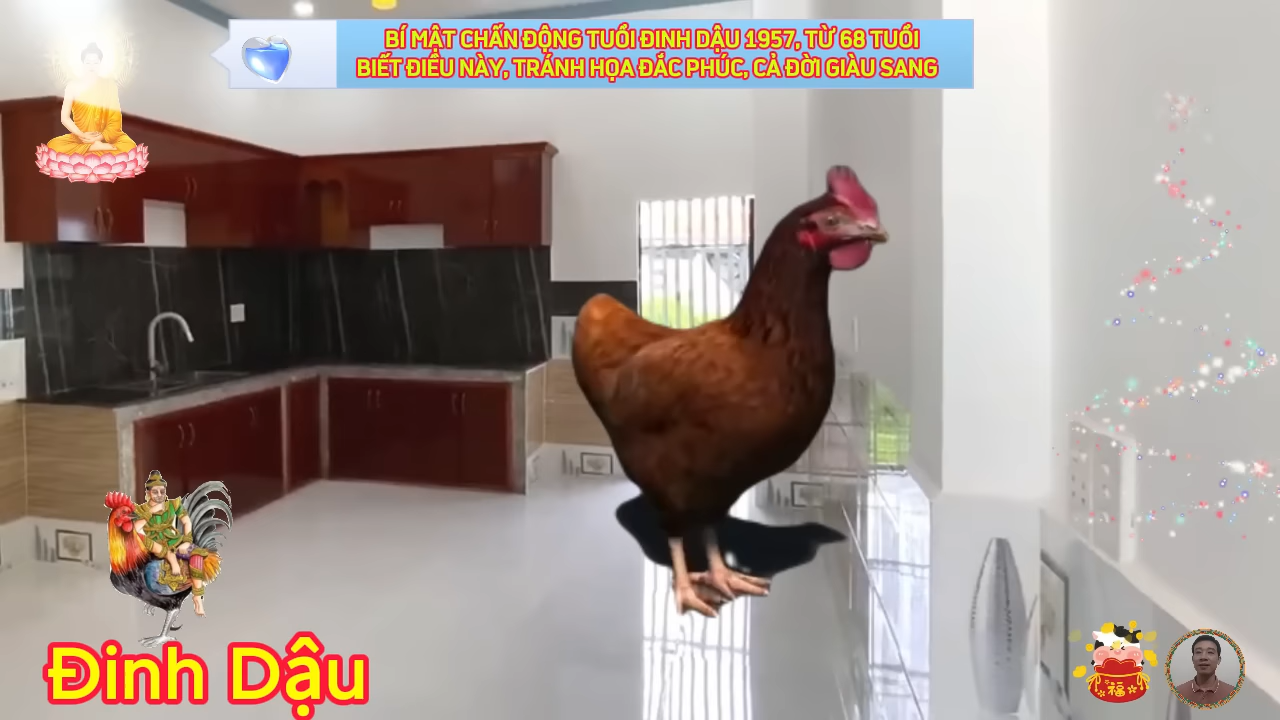 BÍ MẬT CHẤN ĐỘNG TUỔI ĐINH DẬU 1957, TỪ 68 TUỔI
BIẾT ĐIỀU NÀY, TRÁNH HỌA ĐẮC PHÚC, CẢ ĐỜI GIÀU SANG
Đinh Dậu
福